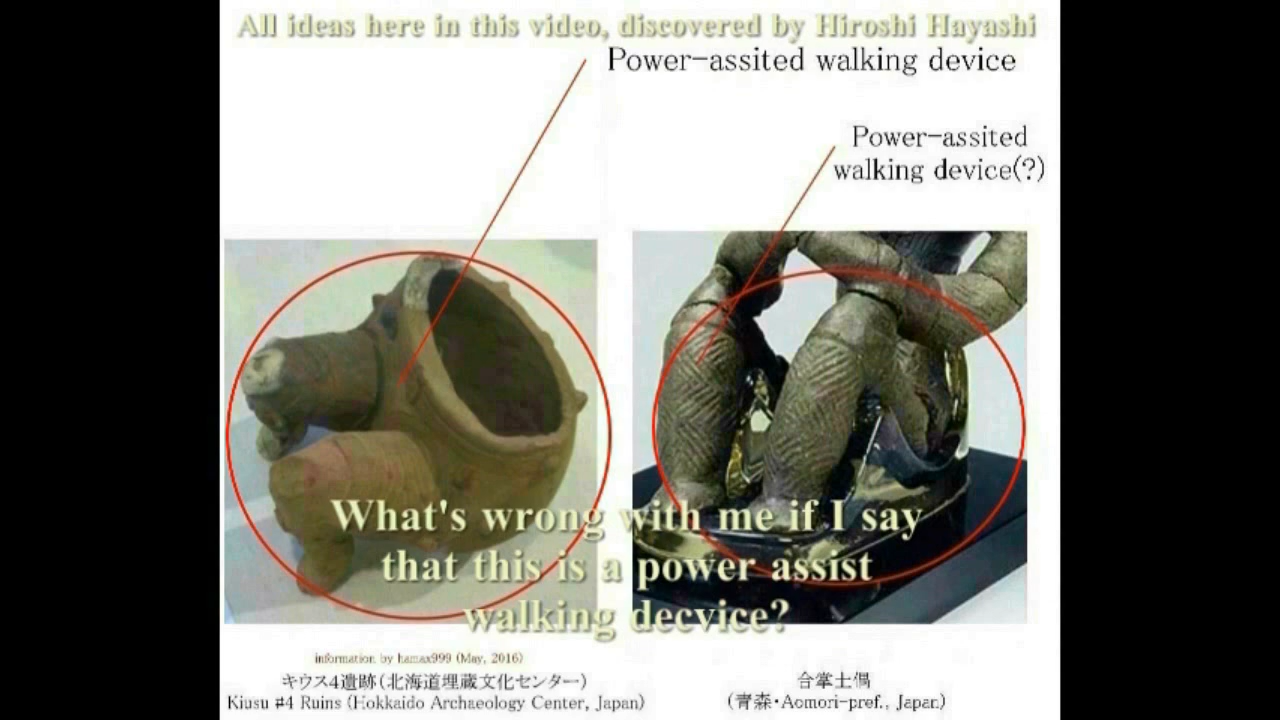 All ideas here in this video, discovered by Hiroshi Hayashi
Power-assited walking device
Power-assited
walking device(?)
What's wrong with me if I say
that this is a power assist
walking decvice?
information by hamax999 (May, 2016)
キウス4遺跡(北海道埋蔵文化センター)
Kiusu #4 Ruins (Hokkaido Archaeology Center, Japan)
合掌土偶
(青森・Aomori-pref., Japan)